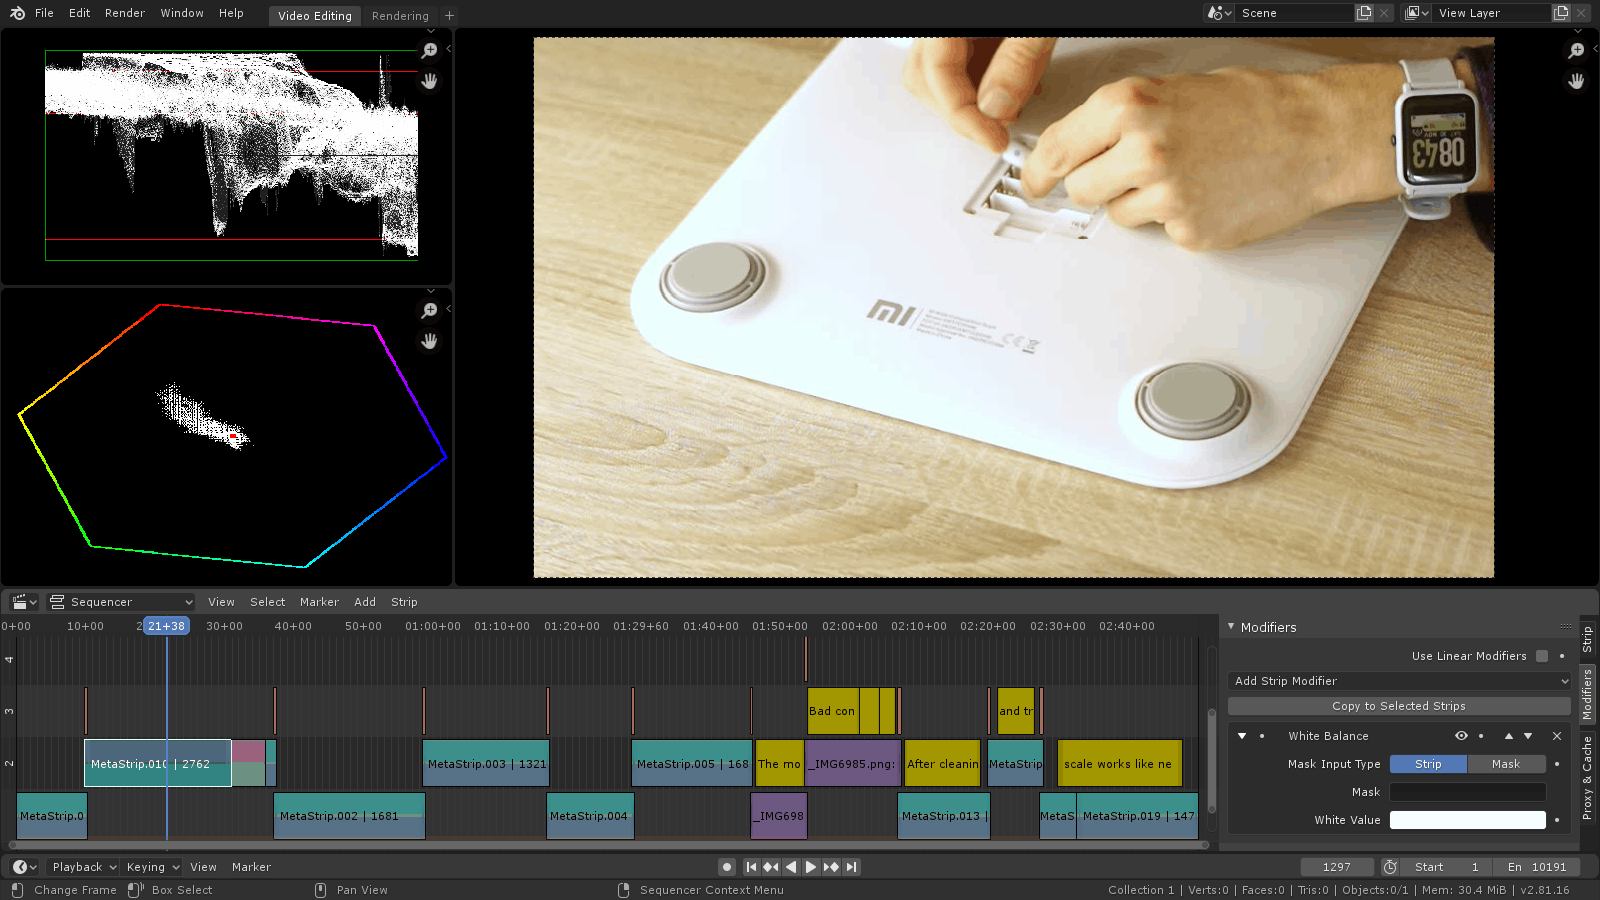 File Edit Render Window Help Video Editing Rendering + Scene View Layer
08:43
mi
CE
Sequencer View Select Marker Add Strip
0+00 10+00 2 21+38 30+00 40+00 50+00 01:00+00 01:10+00 01:20+00 01:29+60 01:40+00 01:50+00 02:00+00 02:10+00 02:20+00 02:30+00 02:40+00
4
3
Bad con
and tr
2
MetaStrip.010 | 2762
MetaStrip.003 | 1321
MetaStrip.005 | 168
The mo
_IMG6985.png:
After cleanin
MetaStrip
scale works like ne
MetaStrip.0
MetaStrip.002 | 1681
MetaStrip.004
_IMG698
MetaStrip.013 |
MetaS
MetaStrip.019 | 147
Modifiers
Use Linear Modifiers
Add Strip Modifier
Copy to Selected Strips
White Balance
Mask Input Type Strip Mask
Mask
White Value
Strip
Modifiers
Proxy & Cache
Playback Keying View Marker 1297 Start 1 En 10191
Change Frame Box Select Pan View Sequencer Context Menu Collection 1 | Verts:0 | Faces:0 | Tris:0 | Objects:0/1 | Mem: 30.4 MiB | v2.81.16